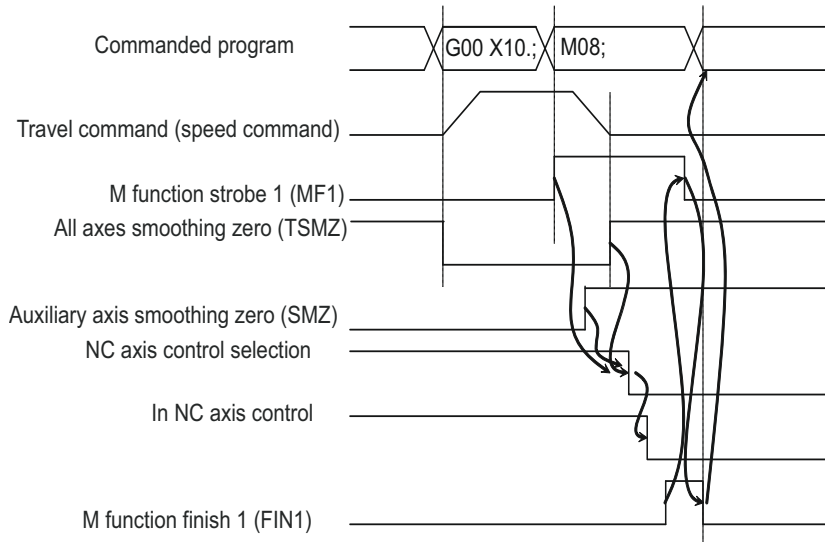 Commanded program
G00 X10.; M08;
Travel command (speed command)
M function strobe 1 (MF1)
All axes smoothing zero (TSMZ)
Auxiliary axis smoothing zero (SMZ)
NC axis control selection
In NC axis control
M function finish 1 (FIN1)